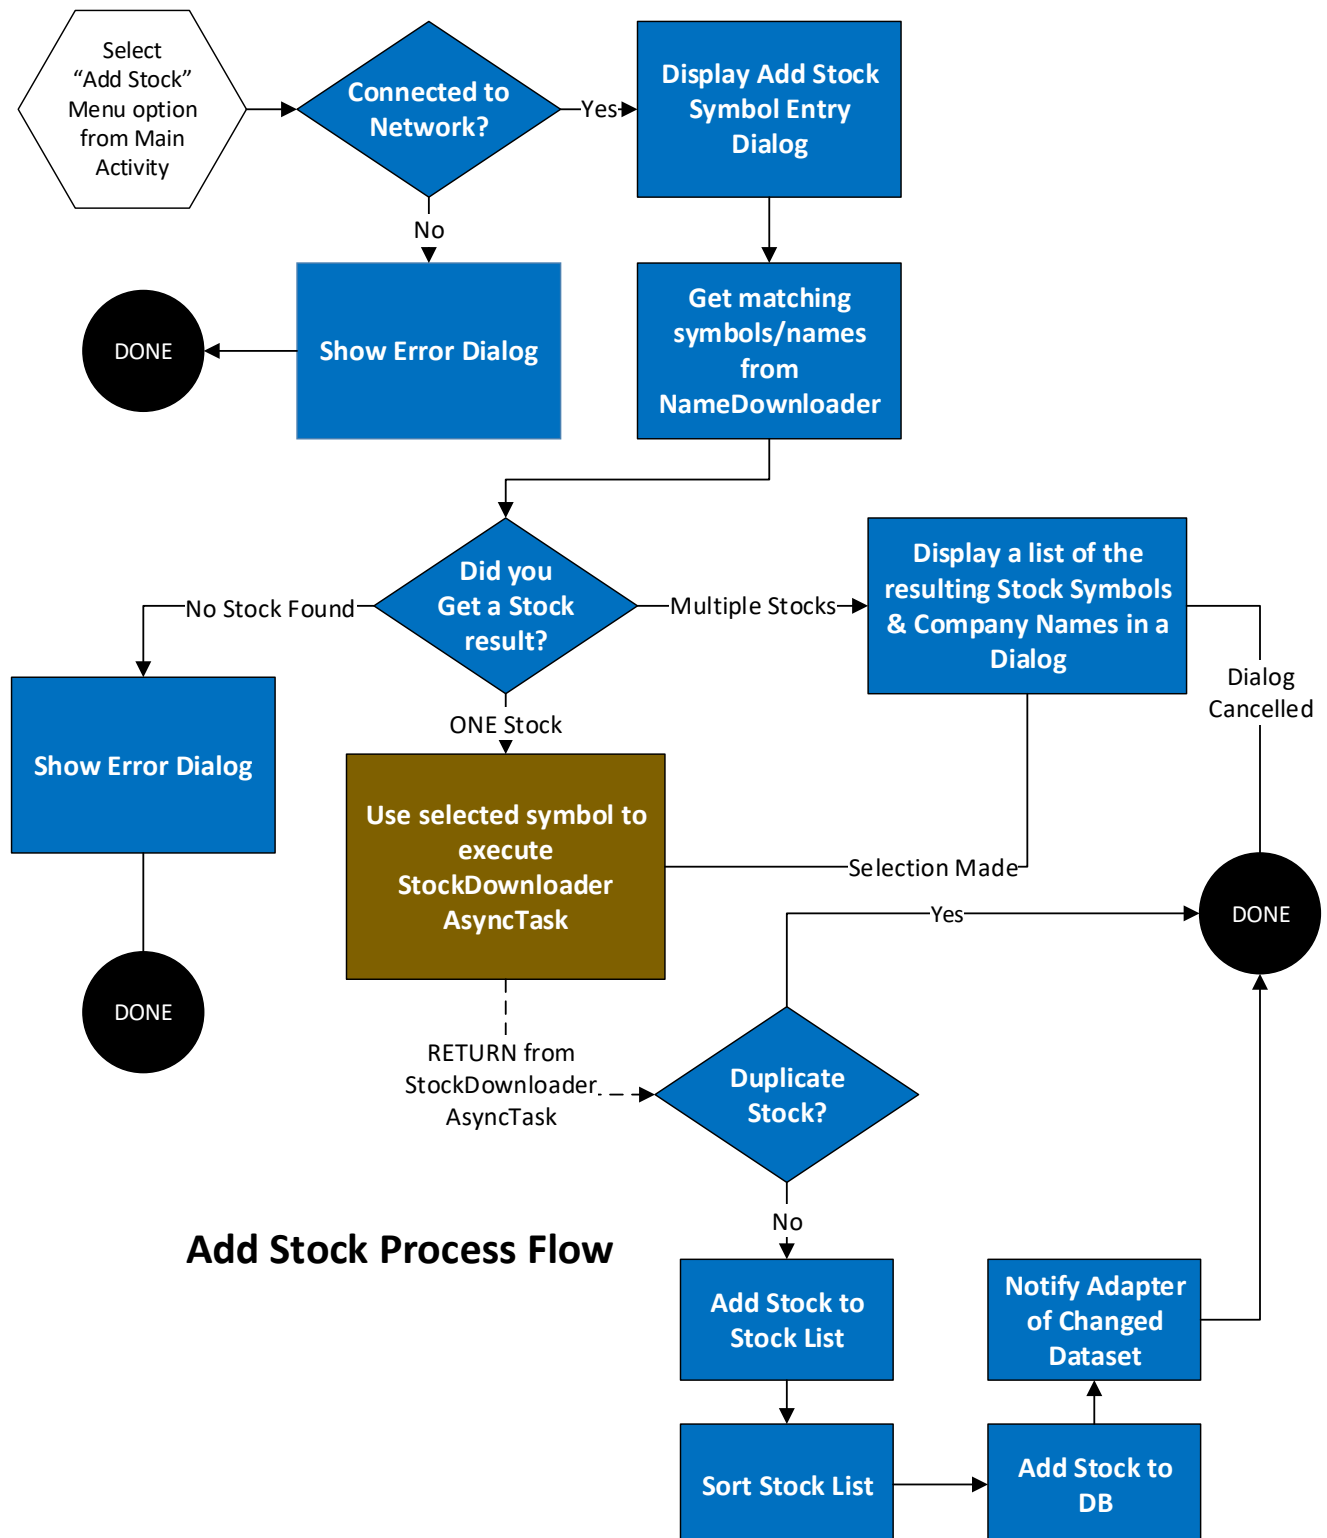 Select
“Add Stock”
Menu option
from Main
Activity
Connected to
Network?
Yes
Display Add Stock
Symbol Entry
Dialog
No
DONE
Show Error Dialog
Get matching
symbols/names
from
NameDownloader
Did you
Get a Stock
result?
No Stock Found
Multiple Stocks
Display a list of the
resulting Stock Symbols
& Company Names in a
Dialog
Dialog
Cancelled
ONE Stock
Show Error Dialog
Use selected symbol to
execute
StockDownloader
AsyncTask
Selection Made
Yes
DONE
DONE
RETURN from
StockDownloader
AsyncTask
Duplicate
Stock?
No
Add Stock Process Flow
Add Stock to
Stock List
Notify Adapter
of Changed
Dataset
Sort Stock List
Add Stock to
DB